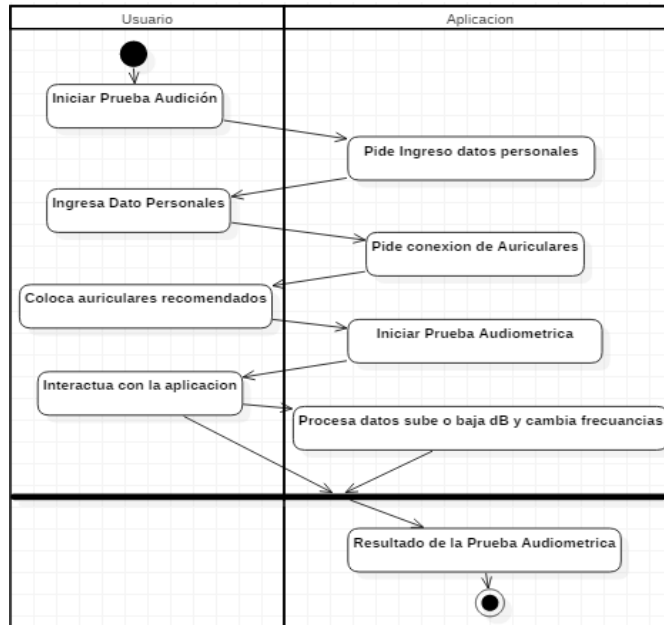 Usuario
Aplicacion
Iniciar Prueba Audición
Pide Ingreso datos personales
Ingresa Dato Personales
Pide conexion de Auriculares
Coloca auriculares recomendados
Iniciar Prueba Audiometrica
Interactua con la aplicacion
Procesa datos sube o baja dB y cambia frecuancias
Resultado de la Prueba Audiometrica